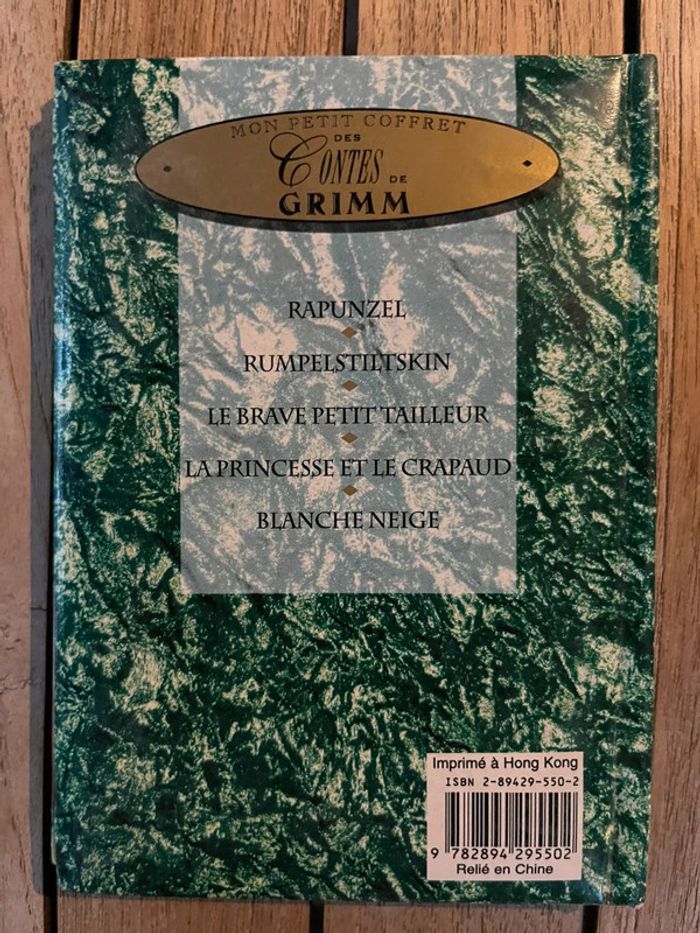 MON PETIT COFFRET
DES
CONTES DE
GRIMM
RAPUNZEL
RUMPELSTILTSKIN
LE BRAVE PETIT TAILLEUR
LA PRINCESSE ET LE CRAPAUD
BLANCHE NEIGE
Imprimé à Hong Kong
ISBN 2-89429-550-2
9 782894 295502
Relié en Chine